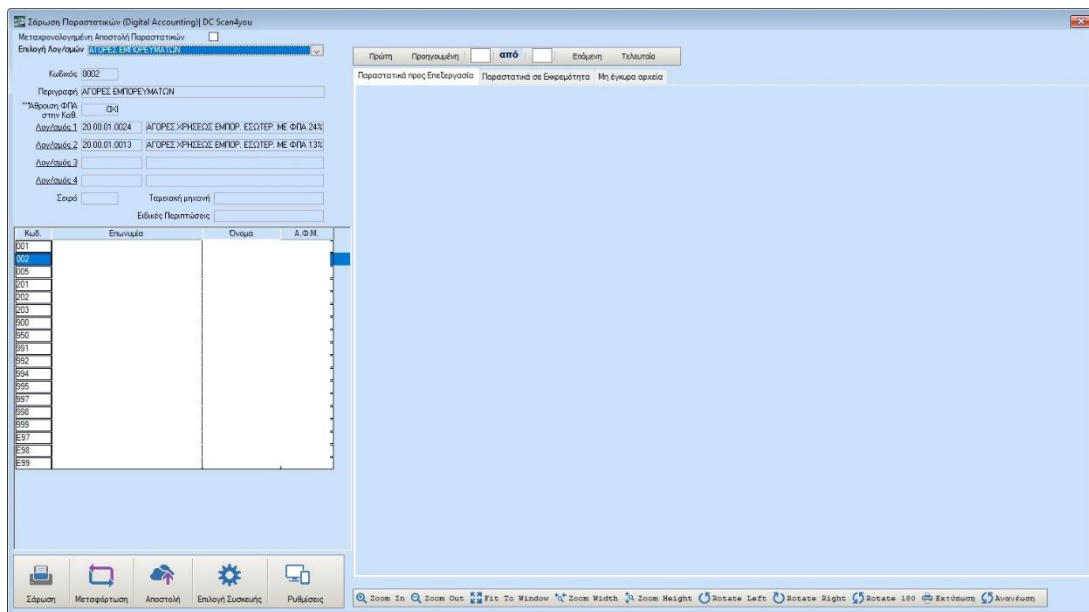 Σάρωση Παραστατικών (Digital Accounting)| DC Scan4you
Μεταχρονολογημένη Αποστολή Παραστατικών
Επιλογή Λογ/σμών ΑΓΟΡΕΣ ΕΜΠΟΡΕΥΜΑΤΩΝ
Κωδικός 0002
Περιγραφή ΑΓΟΡΕΣ ΕΜΠΟΡΕΥΜΑΤΩΝ
**Άθροιση ΦΠΑ στην Καθ. ΟΧΙ
Λογ/σμός 1 20.00.01.0024 ΑΓΟΡΕΣ ΧΡΗΣΕΩΣ ΕΜΠΟΡ. ΕΣΩΤΕΡ. ΜΕ ΦΠΑ 24%
Λογ/σμός 2 20.00.01.0013 ΑΓΟΡΕΣ ΧΡΗΣΕΩΣ ΕΜΠΟΡ. ΕΣΩΤΕΡ. ΜΕ ΦΠΑ 13%
Λογ/σμός 3
Λογ/σμός 4
Σειρά Ταμειακή μηχανή
Ειδικές Περιπτώσεις
Κωδ. Επωνυμία Όνομα Α.Φ.Μ.
001
002
005
201
202
203
900
950
991
992
994
995
997
998
999
E97
E98
E99
Σάρωση Μεταφόρτωση Αποστολή Επιλογή Συσκευής Ρυθμίσεις
Πρώτη Προηγουμένη από Επόμενη Τελευταία
Παραστατικά προς Επεξεργασία Παραστατικά σε Εκκρεμότητα Μη έγκυρα αρχεία
Zoom In Zoom Out Fit To Window Zoom Width Zoom Height Rotate Left Rotate Right Rotate 180 Εκτύπωση Ανανέωση